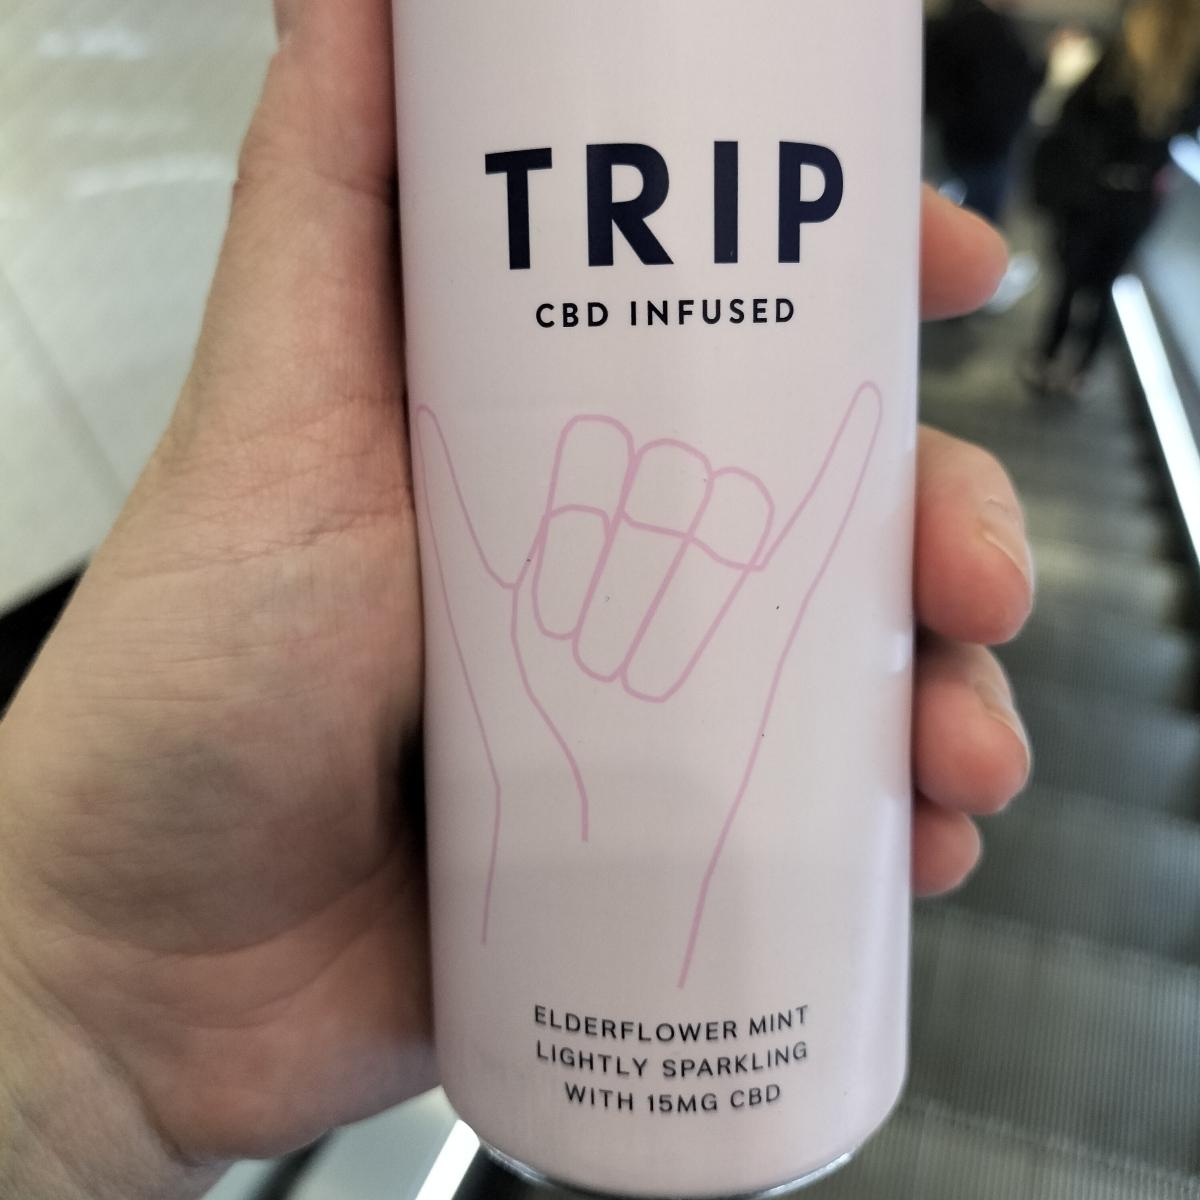 TRIP
CBD INFUSED
ELDERFLOWER MINT
LIGHTLY SPARKLING
WITH 15MG CBD